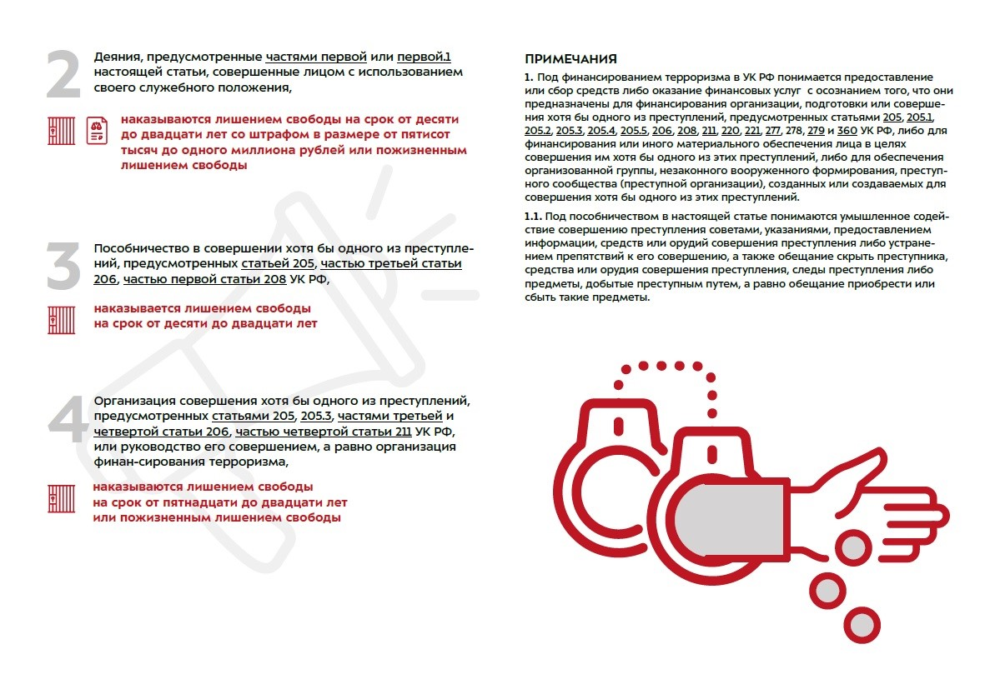 2
Деяния, предусмотренные частями первой или первой.1
настоящей статьи, совершенные лицом с использованием
своего служебного положения,
наказываются лишением свободы на срок от десяти
до двадцати лет со штрафом в размере от пятисот
тысяч до одного миллиона рублей или пожизненным
лишением свободы
3
Пособничество в совершении хотя бы одного из преступле-
ний, предусмотренных статьей 205, частью третьей статьи
206, частью первой статьи 208 УК РФ,
наказывается лишением свободы
на срок от десяти до двадцати лет
4
Организация совершения хотя бы одного из преступлений,
предусмотренных статьями 205, 205.3, частями третьей и
четвертой статьи 206, частью четвертой статьи 211 УК РФ,
или руководство его совершением, а равно организация
финан-сирования терроризма,
наказываются лишением свободы
на срок от пятнадцати до двадцати лет
или пожизненным лишением свободы
ПРИМЕЧАНИЯ
1. Под финансированием терроризма в УК РФ понимается предоставление
или сбор средств либо оказание финансовых услуг с осознанием того, что они
предназначены для финансирования организации, подготовки или соверше-
ния хотя бы одного из преступлений, предусмотренных статьями 205, 205.1,
205.2, 205.3, 205.4, 205.5, 206, 208, 211, 220, 221, 277, 278, 279 и 360 УК РФ, либо для
финансирования или иного материального обеспечения лица в целях
совершения им хотя бы одного из этих преступлений, либо для обеспечения
организованной группы, незаконного вооруженного формирования, преступ-
ного сообщества (преступной организации), созданных или создаваемых для
совершения хотя бы одного из этих преступлений.
1.1. Под пособничеством в настоящей статье понимаются умышленное содей-
ствие совершению преступления советами, указаниями, предоставлением
информации, средств или орудий совершения преступления либо устране-
нием препятствий к его совершению, а также обещание скрыть преступника,
средства или орудия совершения преступления, следы преступления либо
предметы, добытые преступным путем, а равно обещание приобрести или
сбыть такие предметы.